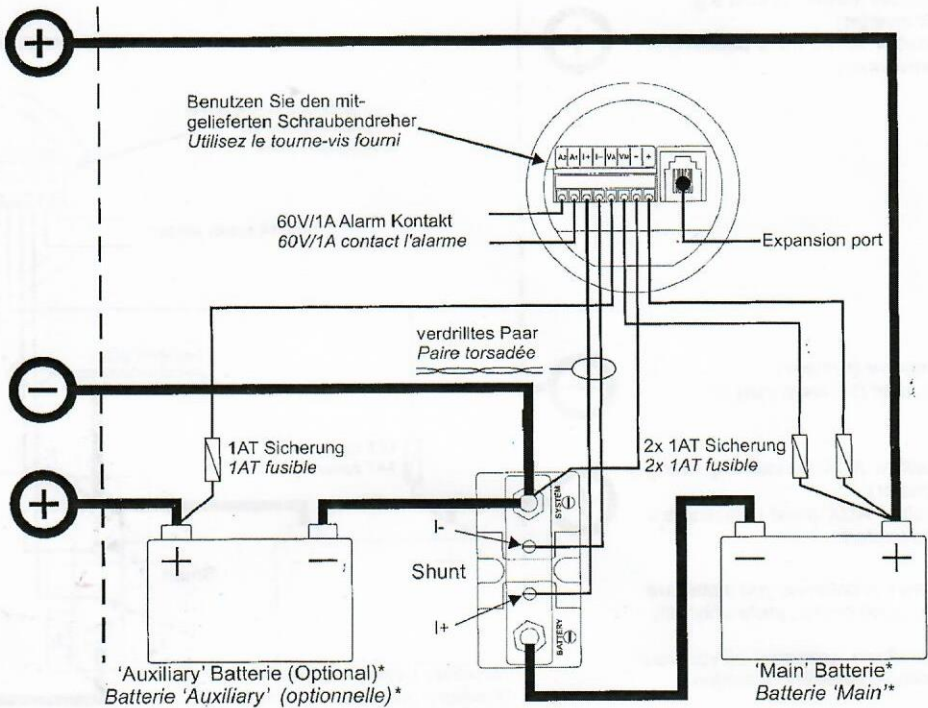 +
Benutzen Sie den mit-
gelieferten Schraubendreher
Utilisez le tourne-vis fourni
A2 A1 I+ I− VA VM − +
60V/1A Alarm Kontakt
60V/1A contact l'alarme
Expansion port
verdrilltes Paar
Paire torsadée
−
1AT Sicherung
1AT fusible
2x 1AT Sicherung
2x 1AT fusible
+
SYSTEM
I-
Shunt
I+
BATTERY
+ −
− +
'Auxiliary' Batterie (Optional)*
Batterie 'Auxiliary' (optionnelle)*
'Main' Batterie*
Batterie 'Main'*